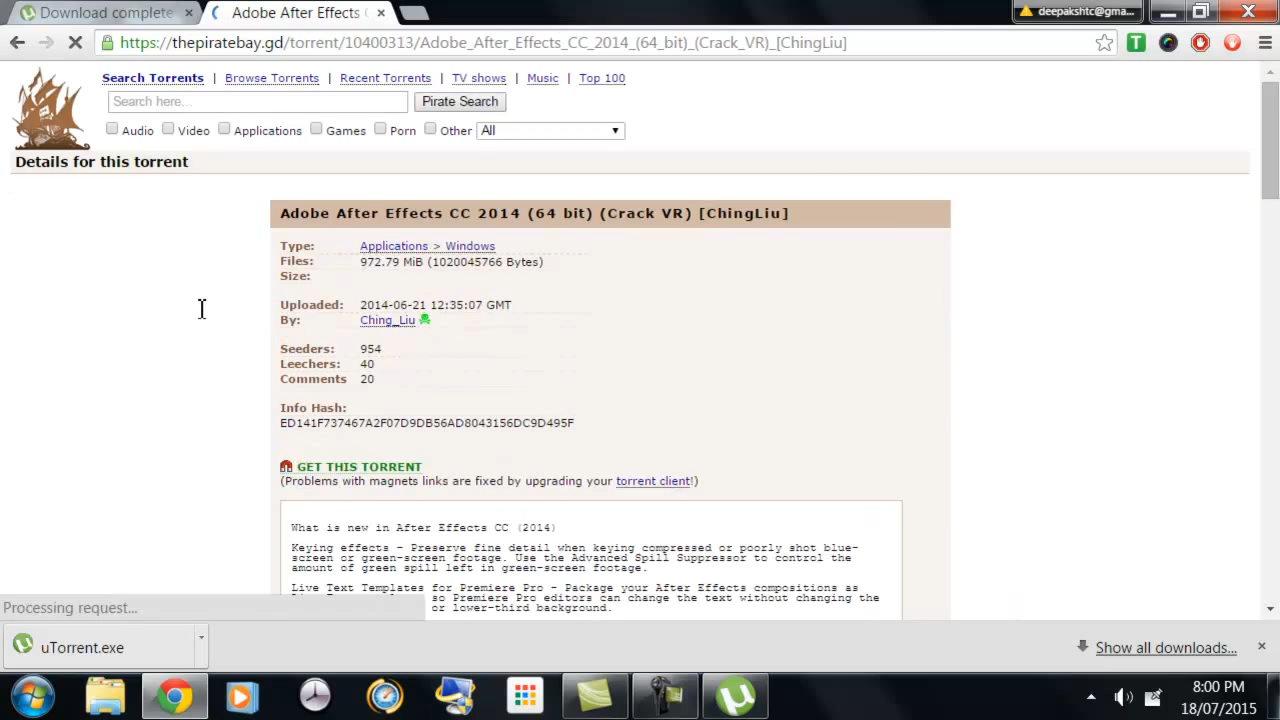 Download complete
Adobe After Effects
deepakshtc@gma...
https://thepiratebay.gd/torrent/10400313/Adobe_After_Effects_CC_2014_(64_bit)_(Crack_VR)_[ChingLiu]
Search Torrents | Browse Torrents | Recent Torrents | TV shows | Music | Top 100
Search here...
Pirate Search
Audio Video Applications Games Porn Other All
Details for this torrent
Adobe After Effects CC 2014 (64 bit) (Crack VR) [ChingLiu]
Type: Applications > Windows
Files: 972.79 MiB (1020045766 Bytes)
Size:
Uploaded: 2014-06-21 12:35:07 GMT
By: Ching_Liu
Seeders: 954
Leechers: 40
Comments 20
Info Hash:
ED141F737467A2F07D9DB56AD8043156DC9D495F
GET THIS TORRENT
(Problems with magnets links are fixed by upgrading your torrent client!)
What is new in After Effects CC (2014)
Keying effects - Preserve fine detail when keying compressed or poorly shot blue-
screen or green-screen footage. Use the Advanced Spill Suppressor to control the
amount of green spill left in green-screen footage.
Live Text Templates for Premiere Pro - Package your After Effects compositions as
so Premiere Pro editors can change the text without changing the
or lower-third background.
Processing request...
uTorrent.exe
Show all downloads...
8:00 PM
18/07/2015